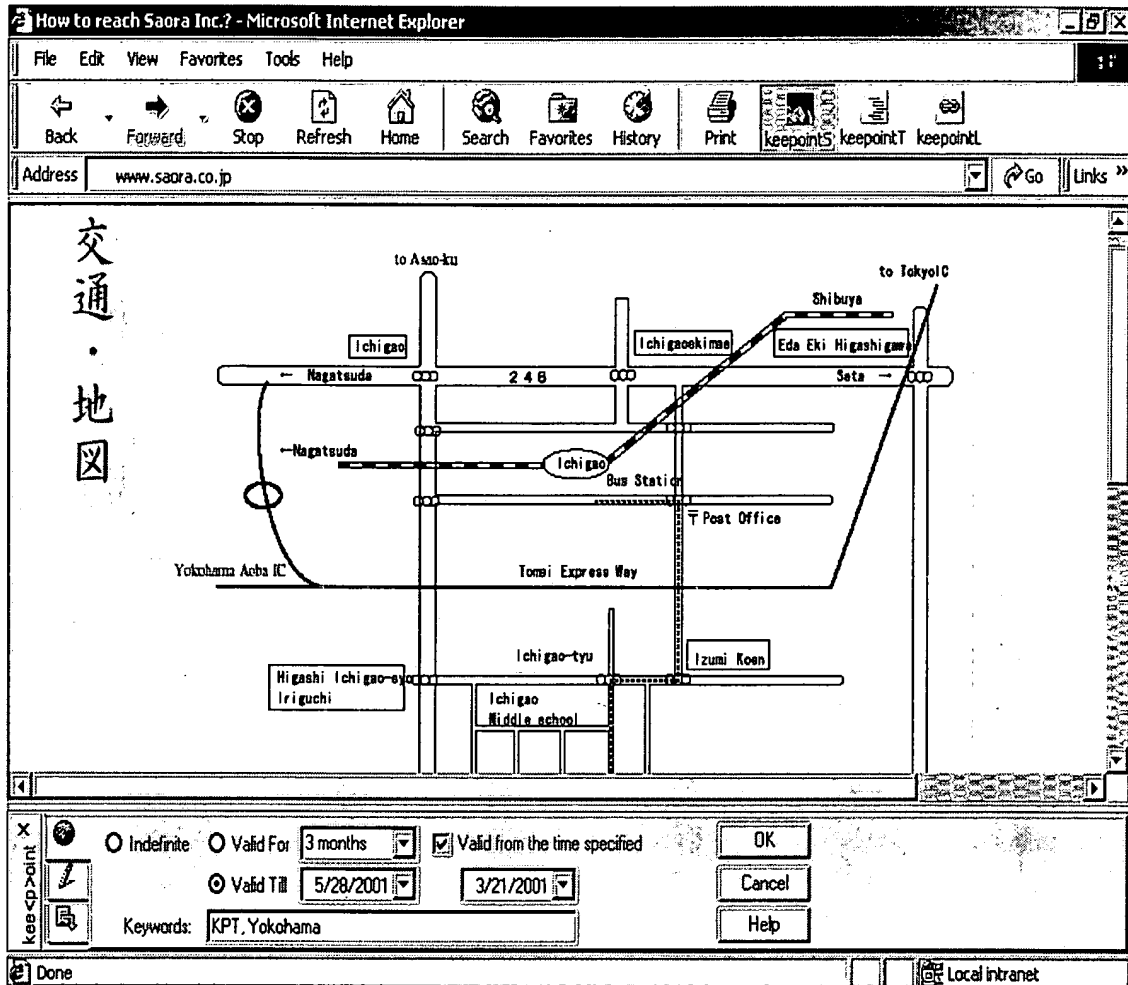 How to reach Saora Inc.? - Microsoft Internet Explorer
File Edit View Favorites Tools Help
Back Forward Stop Refresh Home Search Favorites History Print keepointS keepointT keepointL
Address www.saora.co.jp Go Links »
交通・地図
to Asao-ku
to TokyoIC
Shibuya
Ichigao
Ichigaoekimae
Eda Eki Higashigawa
← Nagatsuda
246
Seta →
←Nagatsuda
Ichigao
Bus Station
〒Post Office
Yokohama Aoba IC
Tomei Express Way
Ichigao-tyu
Izumi Koen
Higashi Ichigao-syo
Iriguchi
Ichigao
Middle school
kee<p>oint
Indefinite Valid For 3 months Valid from the time specified OK
Valid Till 5/28/2001 3/21/2001 Cancel
Keywords: KPT, Yokohama Help
Done Local intranet